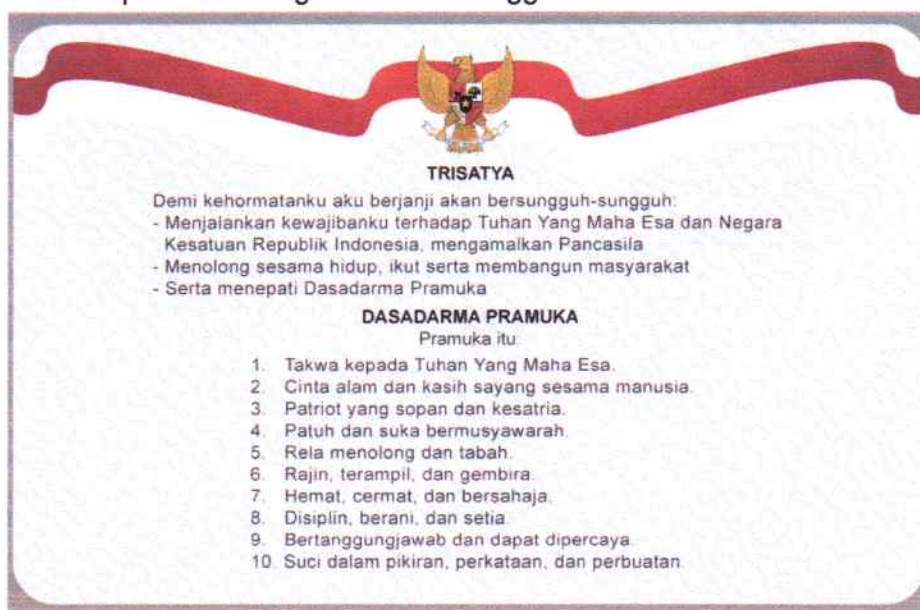 TRISATYA
Demi kehormatanku aku berjanji akan bersungguh-sungguh:
- Menjalankan kewajibanku terhadap Tuhan Yang Maha Esa dan Negara
Kesatuan Republik Indonesia, mengamalkan Pancasila
- Menolong sesama hidup, ikut serta membangun masyarakat
- Serta menepati Dasadarma Pramuka
DASADARMA PRAMUKA
Pramuka itu:
1. Takwa kepada Tuhan Yang Maha Esa.
2. Cinta alam dan kasih sayang sesama manusia.
3. Patriot yang sopan dan kesatria.
4. Patuh dan suka bermusyawarah.
5. Rela menolong dan tabah.
6. Rajin, terampil, dan gembira.
7. Hemat, cermat, dan bersahaja.
8. Disiplin, berani, dan setia.
9. Bertanggungjawab dan dapat dipercaya.
10. Suci dalam pikiran, perkataan, dan perbuatan.